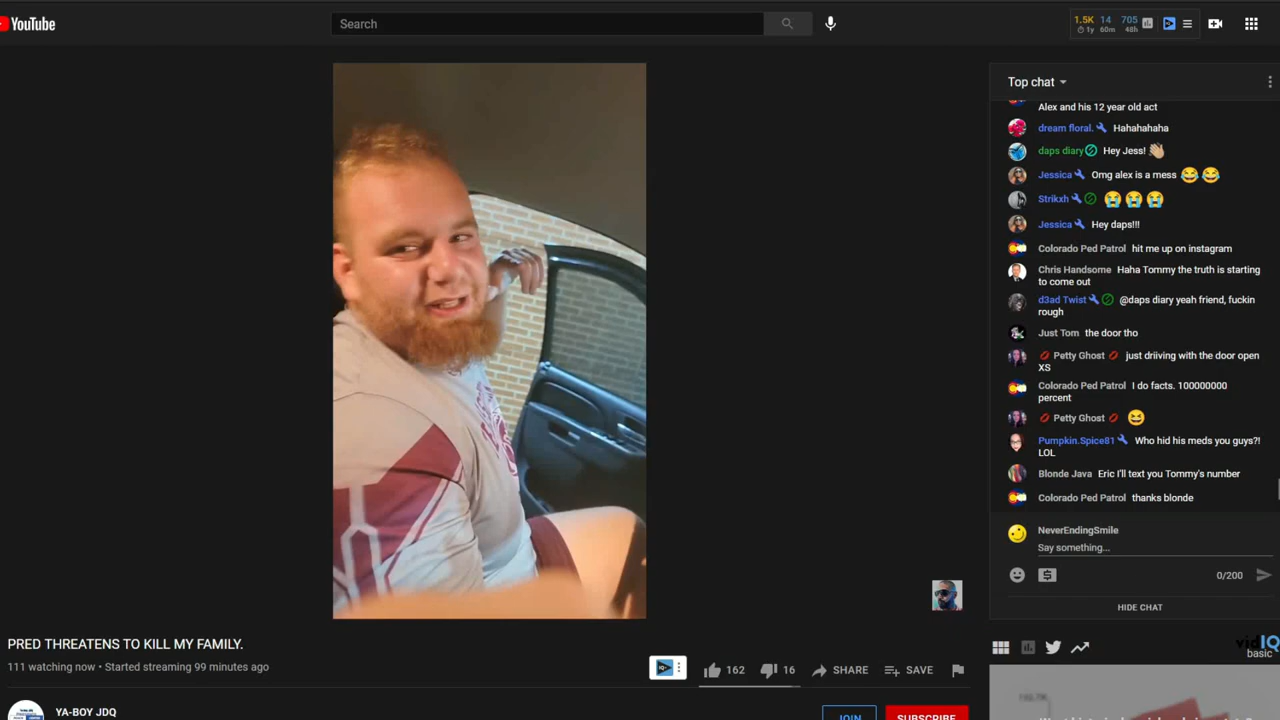 YouTube
Search
1.5K 14 705
1y 60m 48h
Top chat
Alex and his 12 year old act
dream floral. Hahahahaha
daps diary Hey Jess! 👋🏼
Jessica Omg alex is a mess 😂😂
Strikxh 😭😭😭
Jessica Hey daps!!!
Colorado Ped Patrol hit me up on instagram
Chris Handsome Haha Tommy the truth is starting
to come out
d3ad Twist @daps diary yeah friend, fuckin
rough
Just Tom the door tho
💋 Petty Ghost 💋 just driiving with the door open
XS
Colorado Ped Patrol I do facts. 100000000
percent
💋 Petty Ghost 💋 😆
Pumpkin.Spice81 Who hid his meds you guys?!
LOL
Blonde Java Eric I'll text you Tommy's number
Colorado Ped Patrol thanks blonde
NeverEndingSmile
Say something...
0/200
HIDE CHAT
PRED THREATENS TO KILL MY FAMILY.
111 watching now • Started streaming 99 minutes ago
IQ
162
16
SHARE
SAVE
vidIQ
basic
YA-BOY JDQ
JOIN
SUBSCRIBE